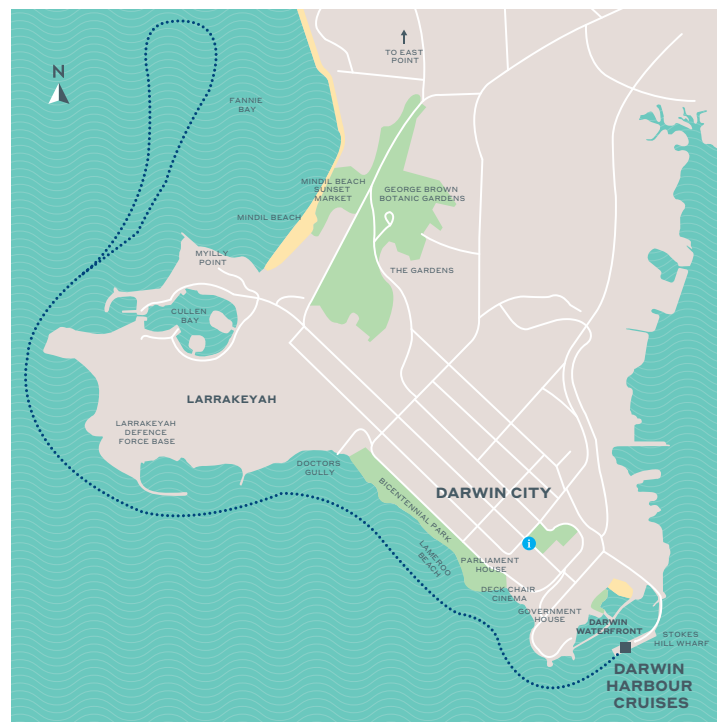 TO EAST
POINT
N
FANNIE
BAY
MINDIL BEACH
SUNSET
MARKET
GEORGE BROWN
BOTANIC GARDENS
MINDIL BEACH
MYILLY
POINT
THE GARDENS
CULLEN
BAY
LARRAKEYAH
LARRAKEYAH
DEFENCE
FORCE BASE
DOCTORS
GULLY
BICENTENNIAL PARK
DARWIN CITY
LAMEROO
BEACH
i
PARLIAMENT
HOUSE
DECK CHAIR
CINEMA
GOVERNMENT
HOUSE
DARWIN
WATERFRONT
STOKES
HILL WHARF
DARWIN
HARBOUR
CRUISES